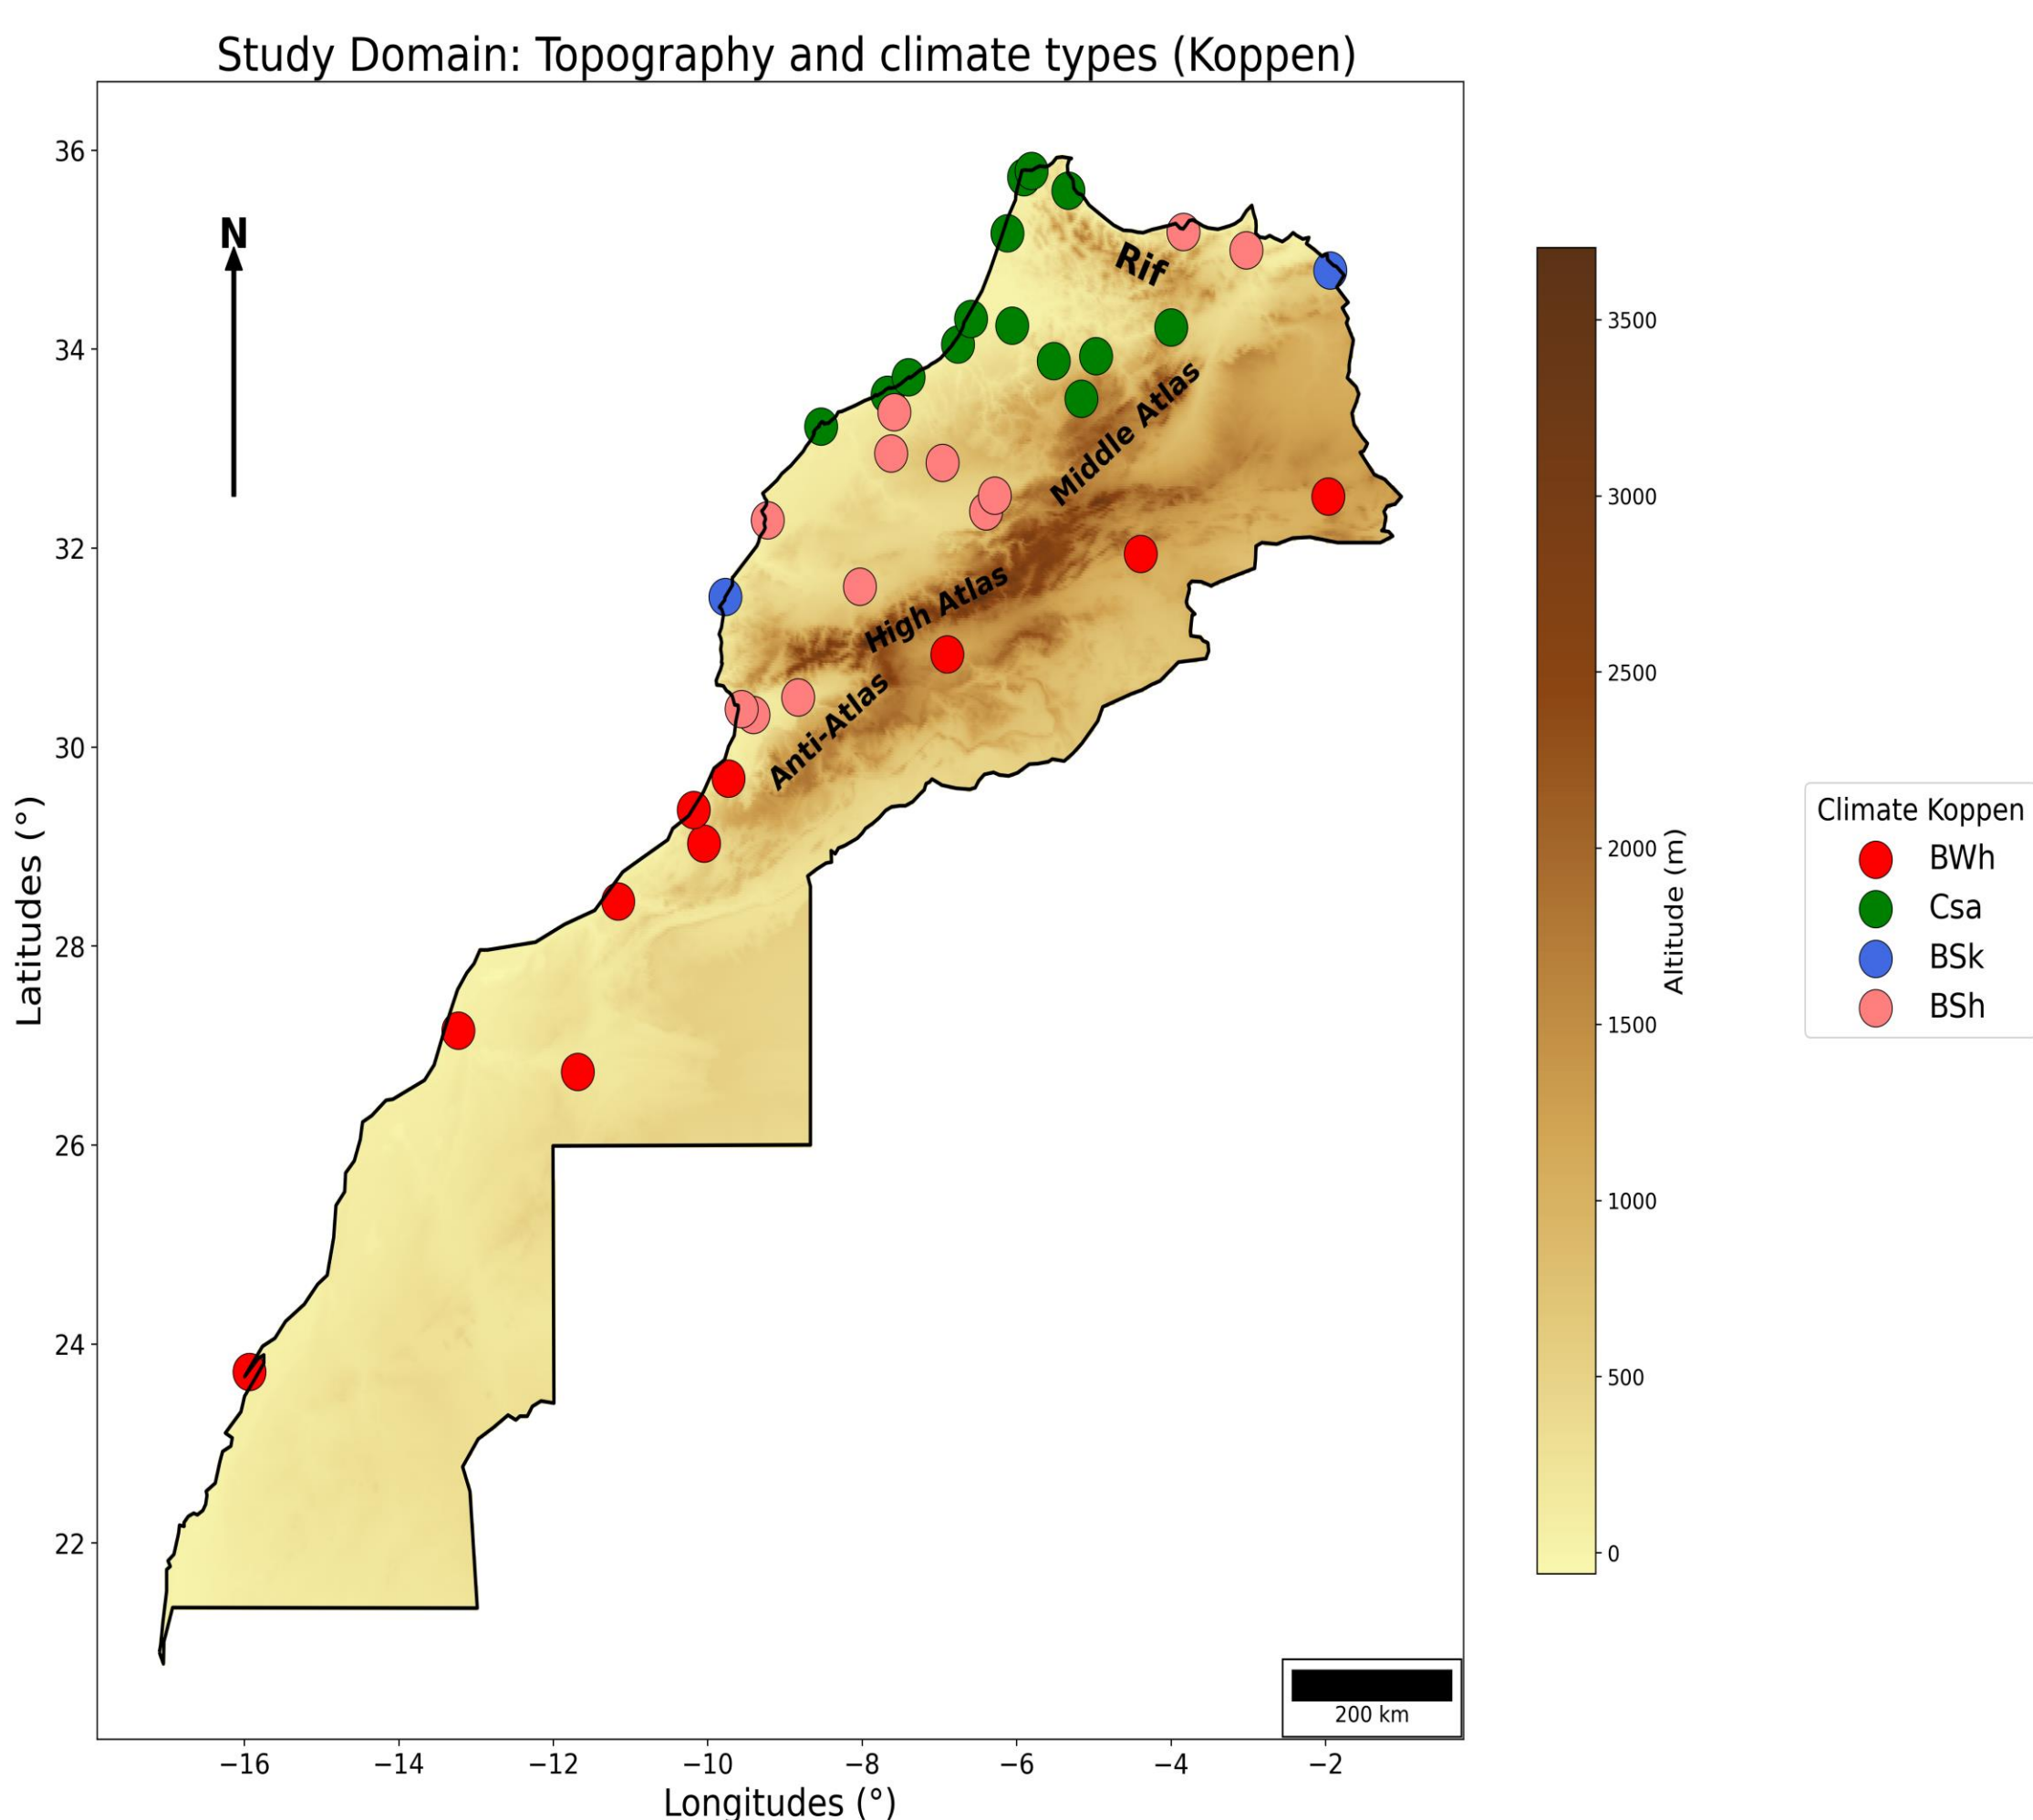 Study Domain: Topography and climate types (Koppen)
N
Rif
Middle Atlas
High Atlas
Anti-Atlas
36
34
32
30
28
26
24
22
Latitudes (°)
−16 −14 −12 −10 −8 −6 −4 −2
Longitudes (°)
200 km
3500
3000
2500
2000
1500
1000
500
0
Altitude (m)
Climate Koppen
BWh
Csa
BSk
BSh